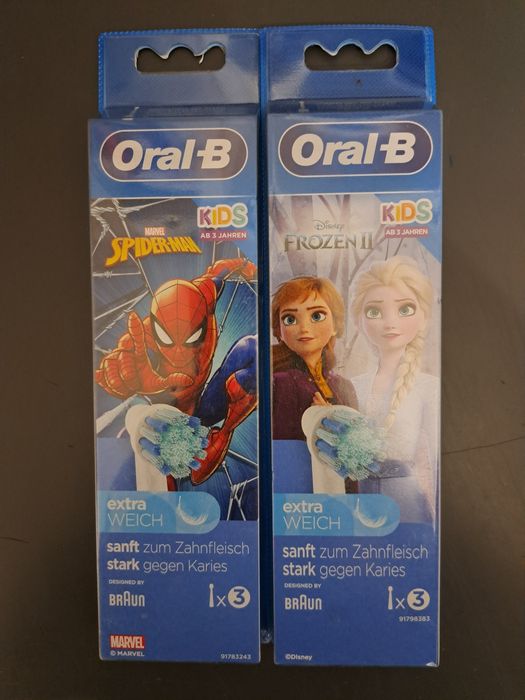 Oral-B
KIDS
AB 3 JAHREN
MARVEL
SPIDER-MAN
extra
WEICH
sanft zum Zahnfleisch
stark gegen Karies
DESIGNED BY
BRAUN
x 3
MARVEL
© MARVEL
91783243
Oral-B
KIDS
AB 3 JAHREN
Disney
FROZEN II
extra
WEICH
sanft zum Zahnfleisch
stark gegen Karies
DESIGNED BY
BRAUN
x 3
91798383
©Disney